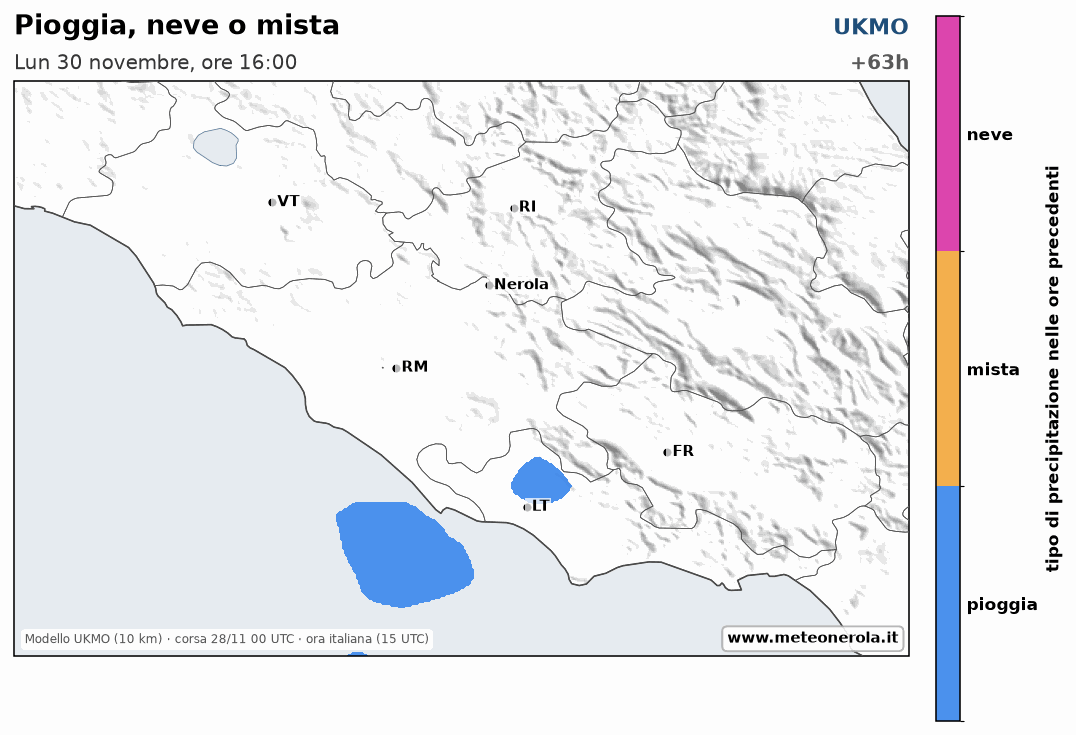 Pioggia, neve o mista
UKMO
Lun 30 novembre, ore 16:00
+63h
neve
mista
pioggia
tipo di precipitazione nelle ore precedenti
VT
RI
Nerola
RM
FR
LT
Modello UKMO (10 km) · corsa 28/11 00 UTC · ora italiana (15 UTC)
www.meteonerola.it